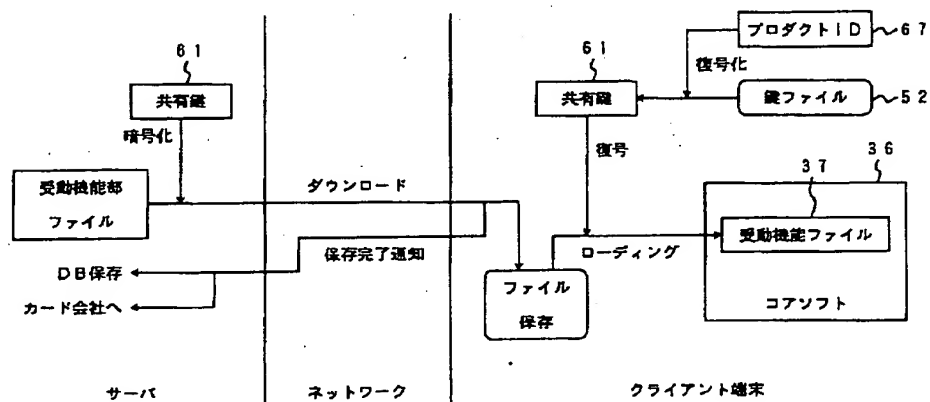 61
共有鍵
暗号化
受動機能部
ファイル
ダウンロード
保存完了通知
DB保存
カード会社へ
プロダクトID
67
復号化
61
共有鍵
鍵ファイル
52
復号
36
37
受動機能ファイル
ローディング
ファイル
保存
コアソフト
サーバ
ネットワーク
クライアント端末